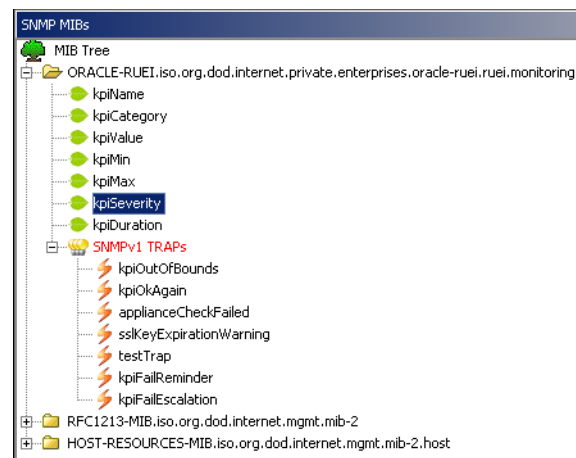 SNMP MIBs
MIB Tree
ORACLE-RUEI.iso.org.dod.internet.private.enterprises.oracle-ruei.ruei.monitoring
kpiName
kpiCategory
kpiValue
kpiMin
kpiMax
kpiSeverity
kpiDuration
SNMPv1 TRAPs
kpiOutOfBounds
kpiOkAgain
applianceCheckFailed
sslKeyExpirationWarning
testTrap
kpiFailReminder
kpiFailEscalation
RFC1213-MIB.iso.org.dod.internet.mgmt.mib-2
HOST-RESOURCES-MIB.iso.org.dod.internet.mgmt.mib-2.host